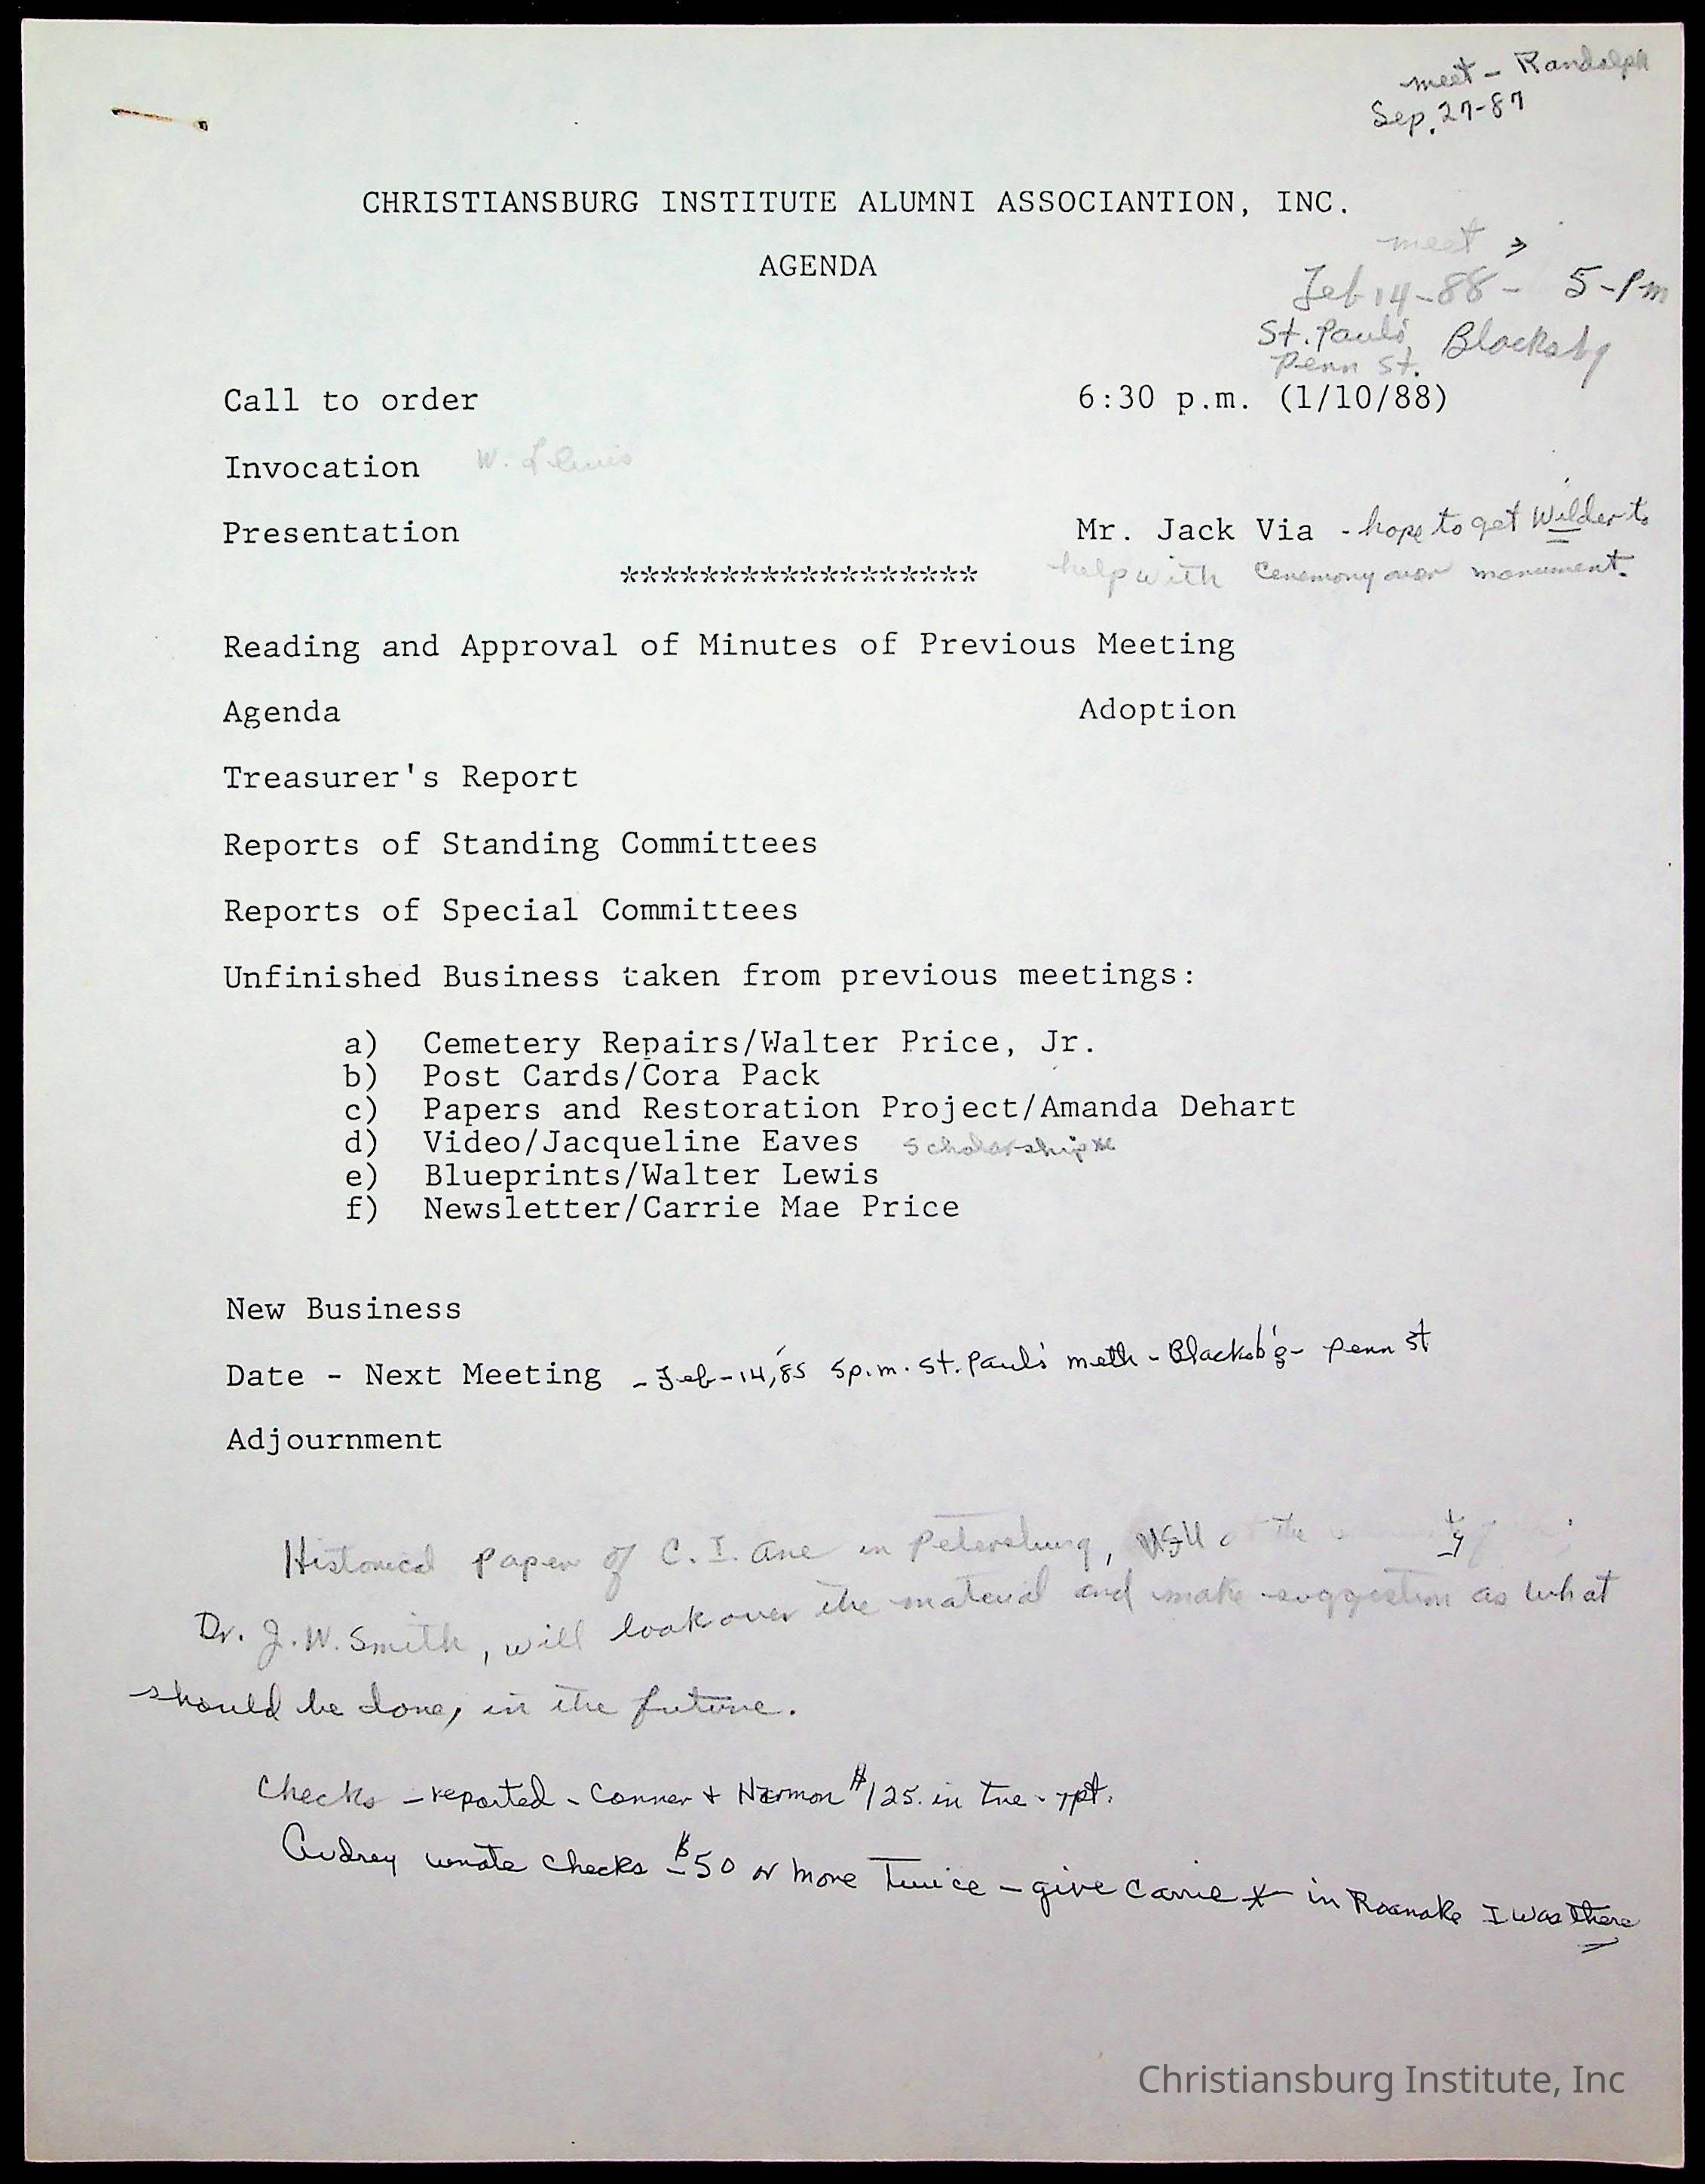 meet - Randolph
Sep. 27-87
CHRISTIANSBURG INSTITUTE ALUMNI ASSOCIANTION, INC.
AGENDA
meet
Feb 14-88- 5-Pm
St. Paul's Blacksbg
Penn St.
Call to order 6:30 p.m. (1/10/88)
Invocation W. Lewis
Presentation Mr. Jack Via - hope to get Wilder to
******************
help with Ceremony over monument.
Reading and Approval of Minutes of Previous Meeting
Agenda Adoption
Treasurer's Report
Reports of Standing Committees
Reports of Special Committees
Unfinished Business taken from previous meetings:
a) Cemetery Repairs/Walter Price, Jr.
b) Post Cards/Cora Pack
c) Papers and Restoration Project/Amanda Dehart
d) Video/Jacqueline Eaves Scholarship
e) Blueprints/Walter Lewis
f) Newsletter/Carrie Mae Price
New Business
Date - Next Meeting - Feb-14, 5p.m. St. Paul's meth - Blacksb'g - Penn St
Adjournment
Historical paper of C. I. are in Petersburg, the
Dr. J. W. Smith, will look over the material and make suggestion as what
should be done, in the future.
Checks - reported - Conner + Harmon $125. in rpt.
Audrey wrote checks $50 or more Twice - give Carrie in Roanoke I was there
Christiansburg Institute, Inc